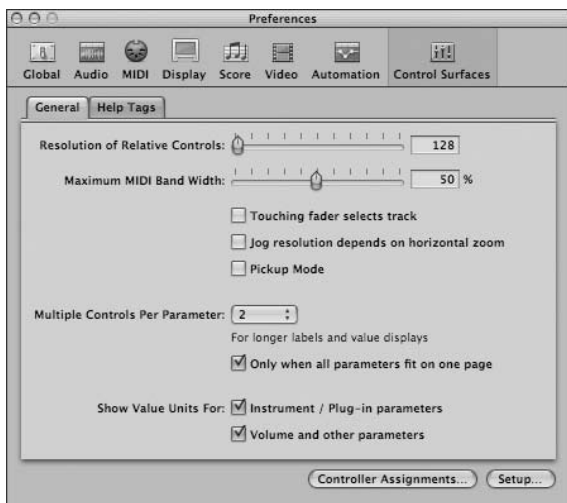 Preferences
Global Audio MIDI Display Score Video Automation Control Surfaces
General Help Tags
Resolution of Relative Controls: 128
Maximum MIDI Band Width: 50 %
Touching fader selects track
Jog resolution depends on horizontal zoom
Pickup Mode
Multiple Controls Per Parameter: 2
For longer labels and value displays
Only when all parameters fit on one page
Show Value Units For: Instrument / Plug-in parameters
Volume and other parameters
Controller Assignments... Setup...